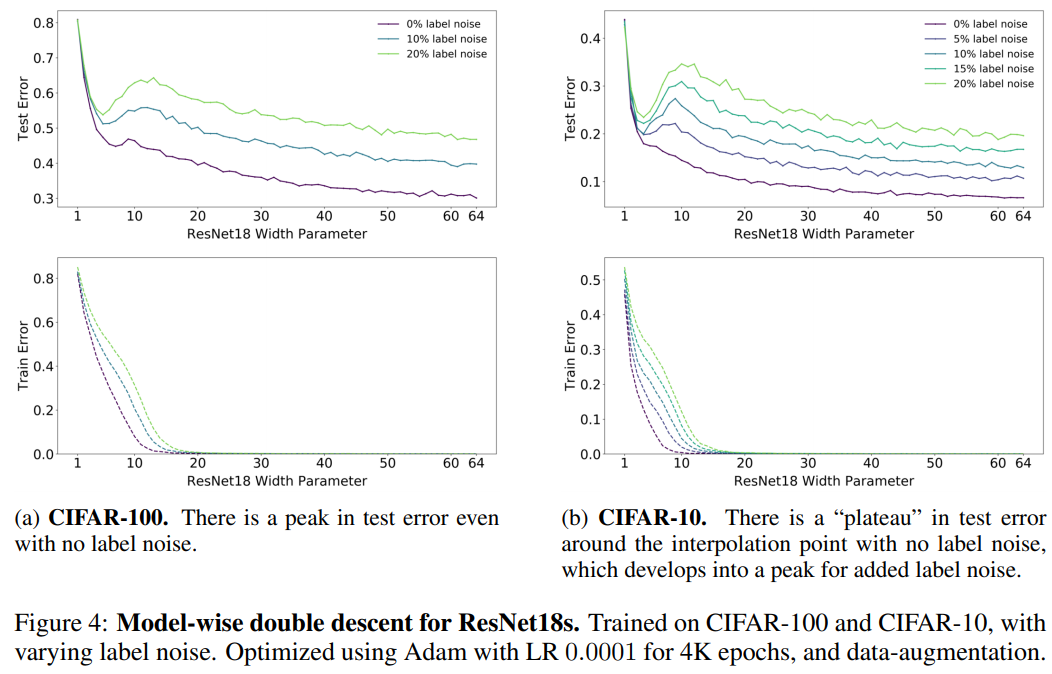 0.8
0.7
0.6
0.5
0.4
0.3
Test Error
0% label noise
10% label noise
20% label noise
1 10 20 30 40 50 60 64
ResNet18 Width Parameter
0.4
0.3
0.2
0.1
Test Error
0% label noise
5% label noise
10% label noise
15% label noise
20% label noise
1 10 20 30 40 50 60 64
ResNet18 Width Parameter
0.8
0.6
0.4
0.2
0.0
Train Error
1 10 20 30 40 50 60 64
ResNet18 Width Parameter
0.5
0.4
0.3
0.2
0.1
0.0
Train Error
1 10 20 30 40 50 60 64
ResNet18 Width Parameter
(a) CIFAR-100. There is a peak in test error even
with no label noise.
(b) CIFAR-10. There is a “plateau” in test error
around the interpolation point with no label noise,
which develops into a peak for added label noise.
Figure 4: Model-wise double descent for ResNet18s. Trained on CIFAR-100 and CIFAR-10, with
varying label noise. Optimized using Adam with LR 0.0001 for 4K epochs, and data-augmentation.